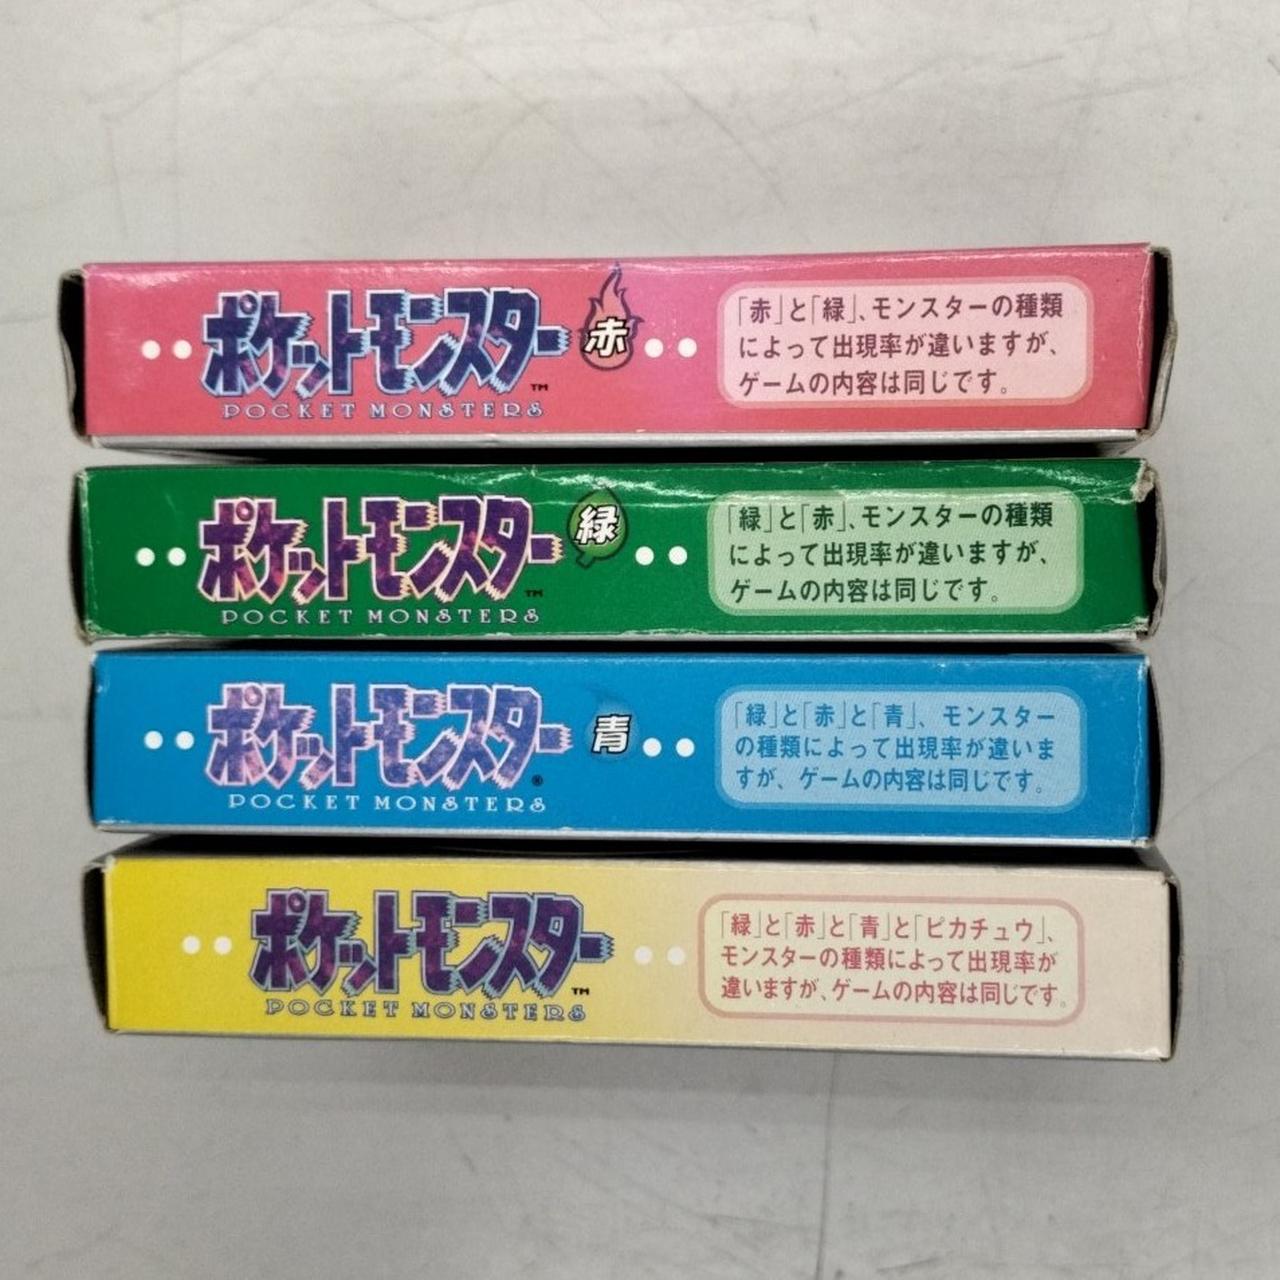 ポケットモンスター 赤
TM
POCKET MONSTERS
「赤」と「緑」、モンスターの種類
によって出現率が違いますが、
ゲームの内容は同じです。
ポケットモンスター 緑
TM
POCKET MONSTERS
「緑」と「赤」、モンスターの種類
によって出現率が違いますが、
ゲームの内容は同じです。
ポケットモンスター 青
®
POCKET MONSTERS
「緑」と「赤」と「青」、モンスター
の種類によって出現率が違いま
すが、ゲームの内容は同じです。
ポケットモンスター
TM
POCKET MONSTERS
「緑」と「赤」と「青」と「ピカチュウ」、
モンスターの種類によって出現率が
違いますが、ゲームの内容は同じです。